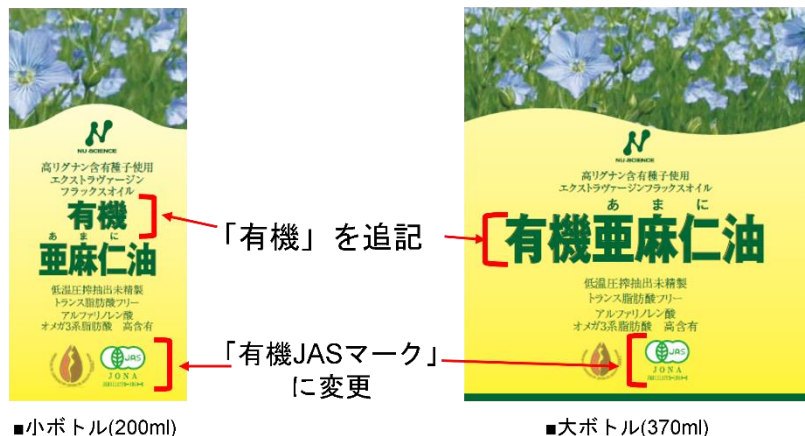 NU-SCIENCE
高リグナン含有種子使用
エクストラヴァージン
フラックスオイル
有機
あまに
亜麻仁油
低温圧搾抽出未精製
トランス脂肪酸フリー
アルファリノレン酸
オメガ3系脂肪酸 高含有
JAS
JONA
■小ボトル(200ml)
「有機」を追記
「有機JASマーク」
に変更
NU-SCIENCE
高リグナン含有種子使用
エクストラヴァージンフラックスオイル
あまに
有機亜麻仁油
低温圧搾抽出未精製
トランス脂肪酸フリー
アルファリノレン酸
オメガ3系脂肪酸 高含有
JAS
JONA
■大ボトル(370ml)